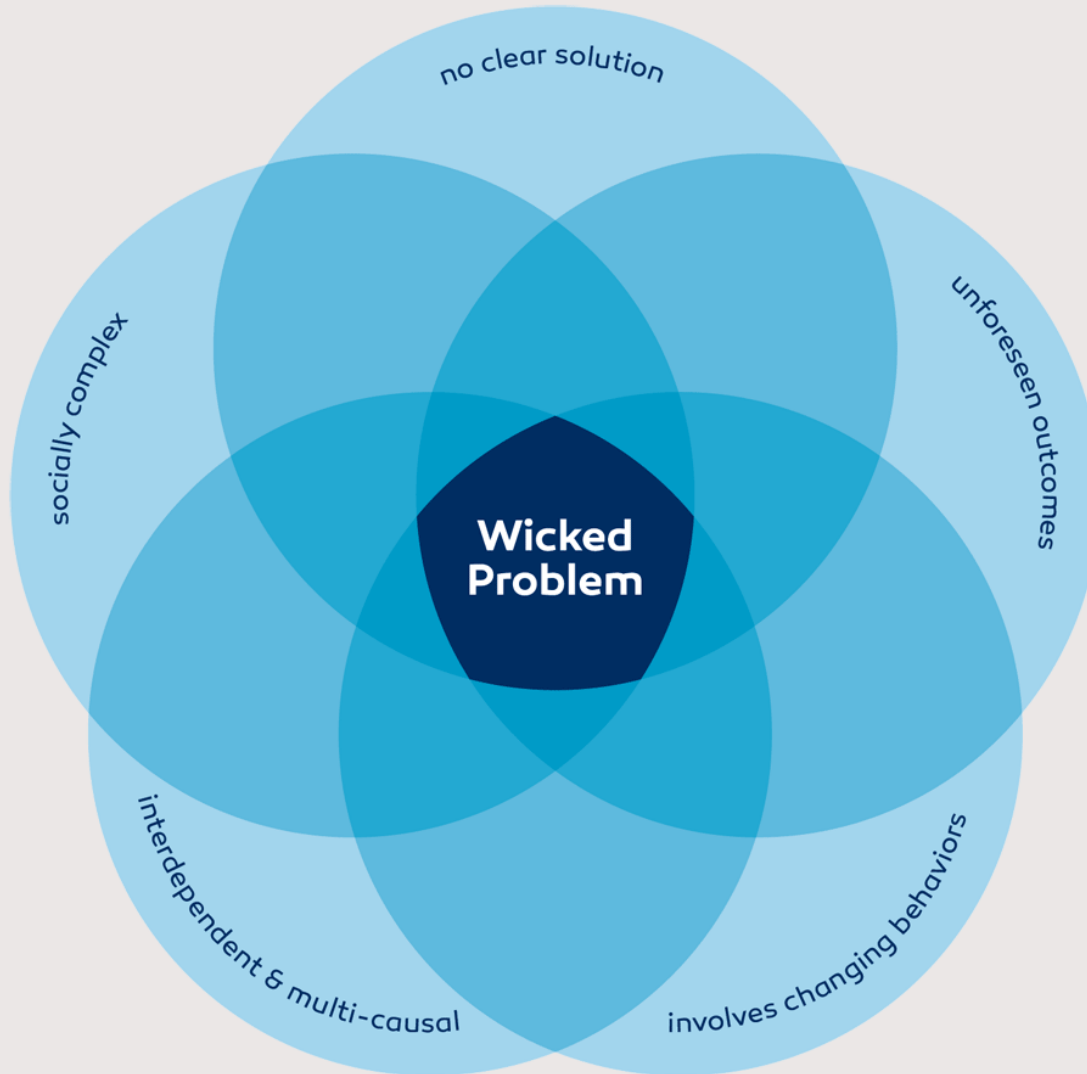 no clear solution
unforeseen outcomes
socially complex
Wicked
Problem
interdependent & multi-causal
involves changing behaviors